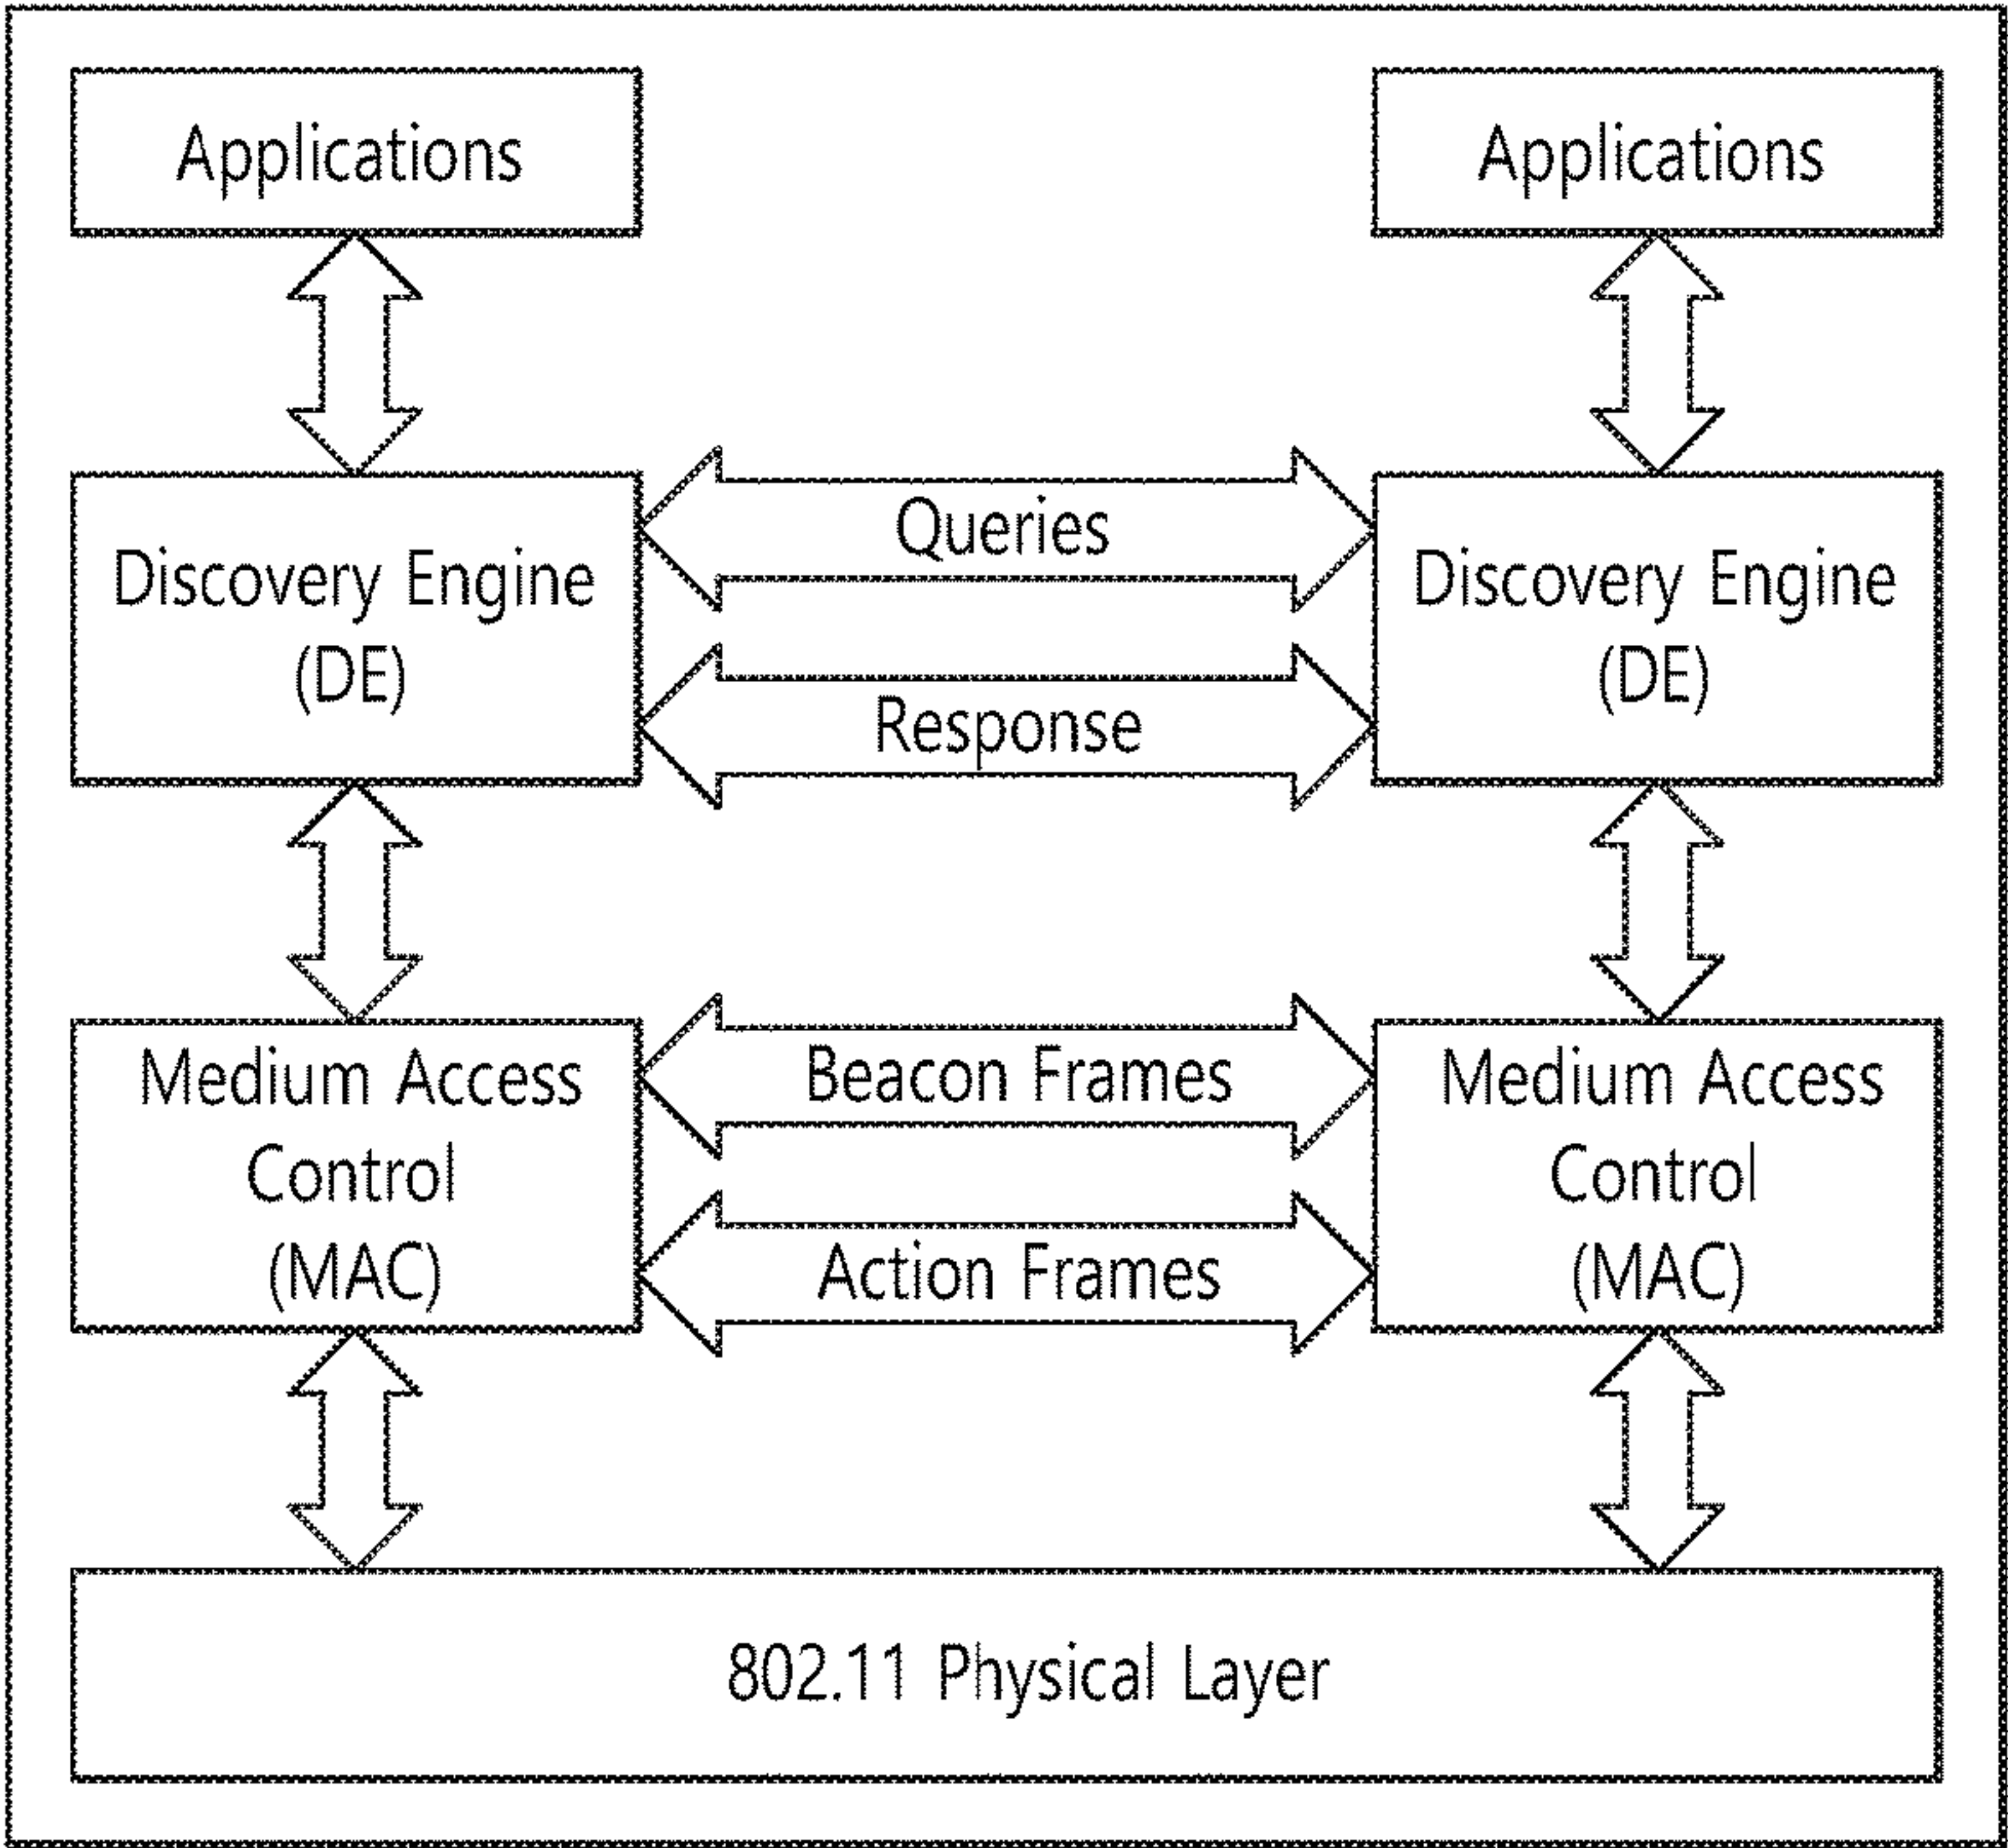 Applications
Applications
Discovery Engine
(DE)
Queries
Response
Discovery Engine
(DE)
Medium Access
Control
(MAC)
Beacon Frames
Action Frames
Medium Access
Control
(MAC)
802.11 Physical Layer